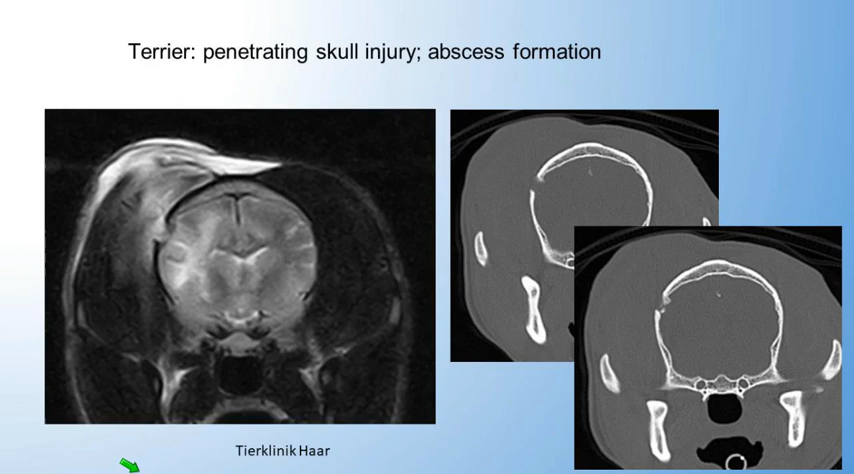 Terrier: penetrating skull injury; abscess formation
Tierklinik Haar